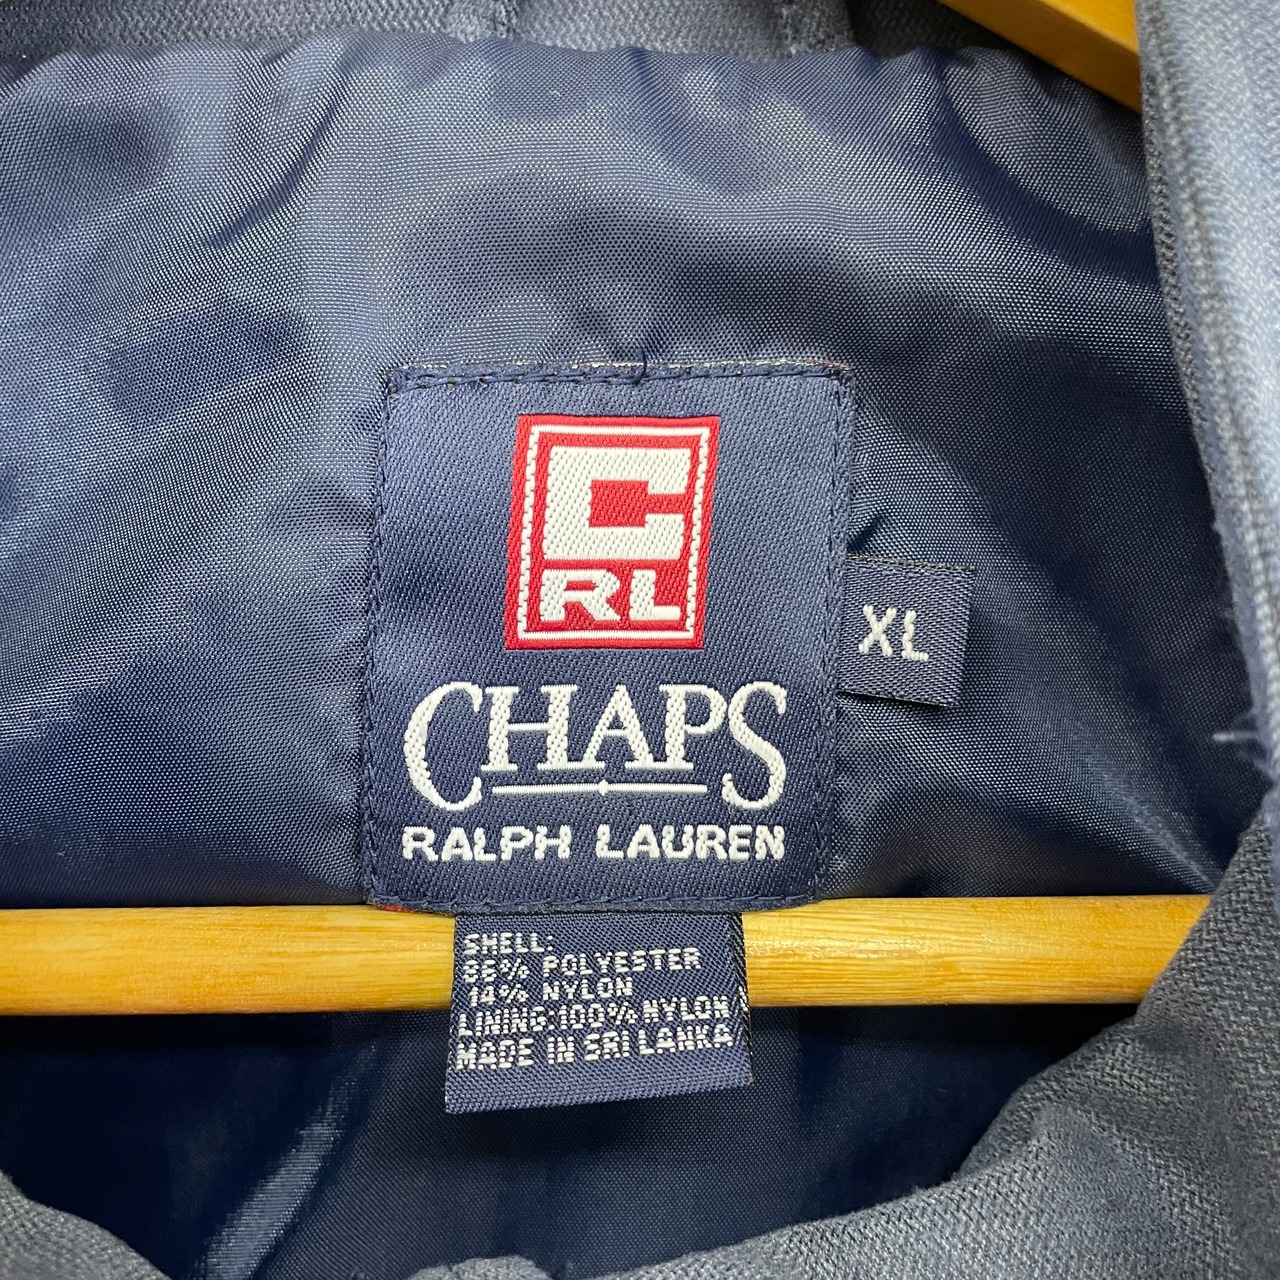 C
RL
CHAPS
RALPH LAUREN
XL
SHELL:
86% POLYESTER
14% NYLON
LINING:100% NYLON
MADE IN SRI LANKA